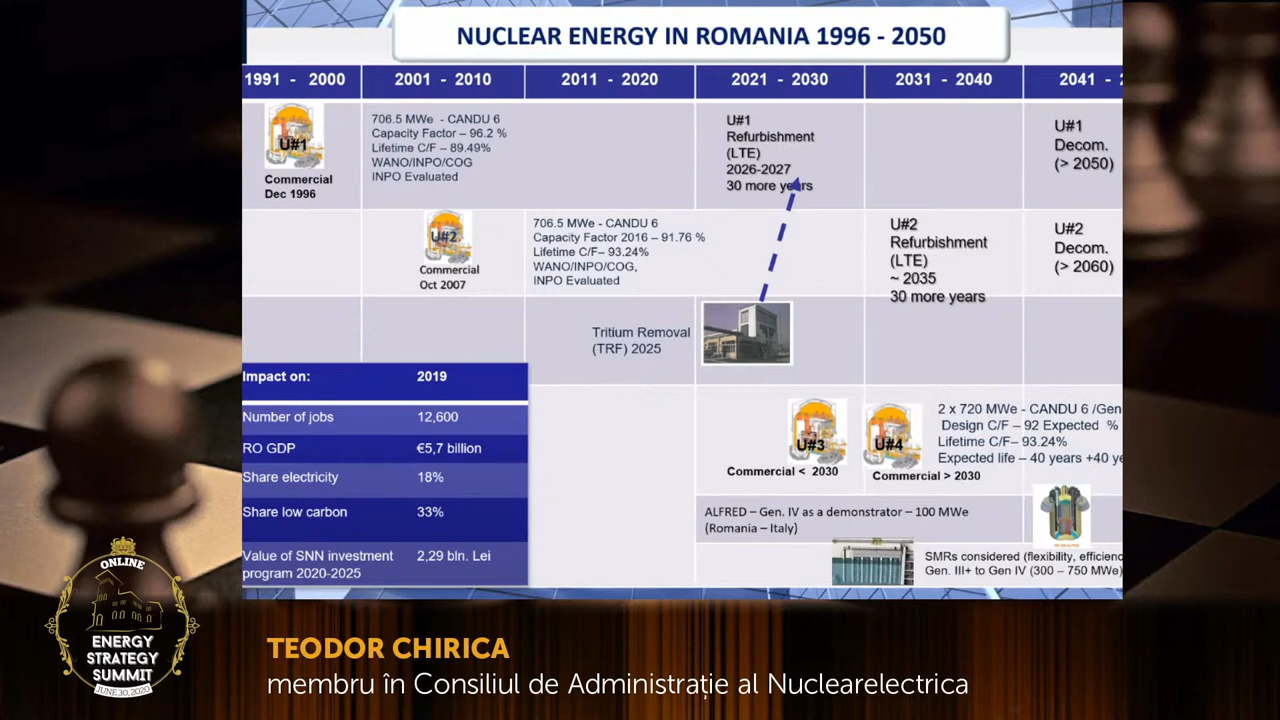 NUCLEAR ENERGY IN ROMANIA 1996 - 2050
1991 - 2000
2001 - 2010
2011 - 2020
2021 - 2030
2031 - 2040
2041 -
U#1
Commercial
Dec 1996
706.5 MWe - CANDU 6
Capacity Factor – 96.2 %
Lifetime C/F – 89.49%
WANO/INPO/COG
INPO Evaluated
U#1
Refurbishment
(LTE)
2026-2027
30 more years
U#1
Decom.
(> 2050)
U#2
Commercial
Oct 2007
706.5 MWe - CANDU 6
Capacity Factor 2016 – 91.76 %
Lifetime C/F– 93.24%
WANO/INPO/COG,
INPO Evaluated
U#2
Refurbishment
(LTE)
~ 2035
30 more years
U#2
Decom.
(> 2060)
Tritium Removal
(TRF) 2025
Impact on: 2019
Number of jobs 12,600
RO GDP €5,7 billion
Share electricity 18%
Share low carbon 33%
Value of SNN investment 2,29 bln. Lei
program 2020-2025
U#3
Commercial < 2030
U#4
Commercial > 2030
2 x 720 MWe - CANDU 6 /Gen
Design C/F – 92 Expected %
Lifetime C/F– 93.24%
Expected life – 40 years +40 ye
ALFRED – Gen. IV as a demonstrator – 100 MWe
(Romania – Italy)
SMRs considered (flexibility, efficienc
Gen. III+ to Gen IV (300 – 750 MWe)
ONLINE
ENERGY
STRATEGY
SUMMIT
JUNE 30, 2020
TEODOR CHIRICA
membru în Consiliul de Administrație al Nuclearelectrica